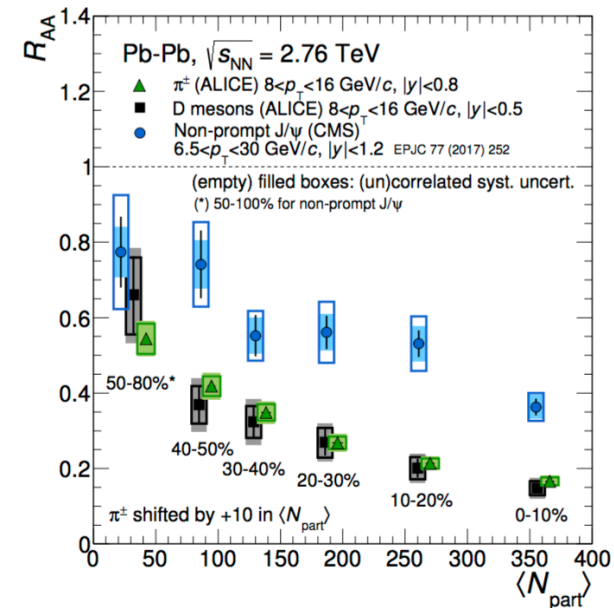 R_AA
1.4
1.2
1
0.8
0.6
0.4
0.2
0
Pb-Pb, √s_NN = 2.76 TeV
π± (ALICE) 8<p_T<16 GeV/c, |y|<0.8
D mesons (ALICE) 8<p_T<16 GeV/c, |y|<0.5
Non-prompt J/ψ (CMS)
6.5<p_T<30 GeV/c, |y|<1.2 EPJC 77 (2017) 252
(empty) filled boxes: (un)correlated syst. uncert.
(*) 50-100% for non-prompt J/ψ
50-80%*
40-50%
30-40%
20-30%
10-20%
0-10%
π± shifted by +10 in ⟨N_part⟩
0 50 100 150 200 250 300 350 400
⟨N_part⟩